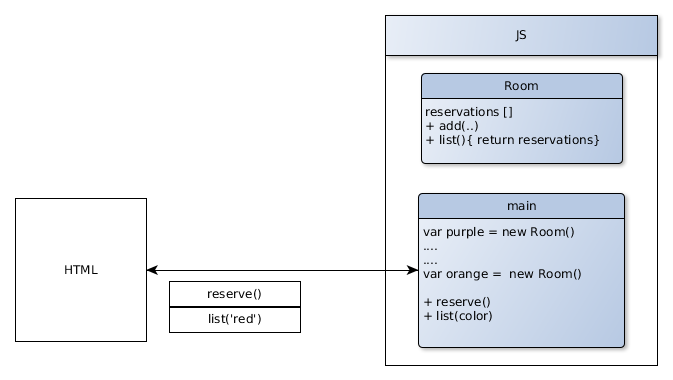 JS
Room
reservations []
+ add(..)
+ list(){ return reservations}
main
var purple = new Room()
....
....
var orange =  new Room()
+ reserve()
+ list(color)
HTML
reserve()
list('red')